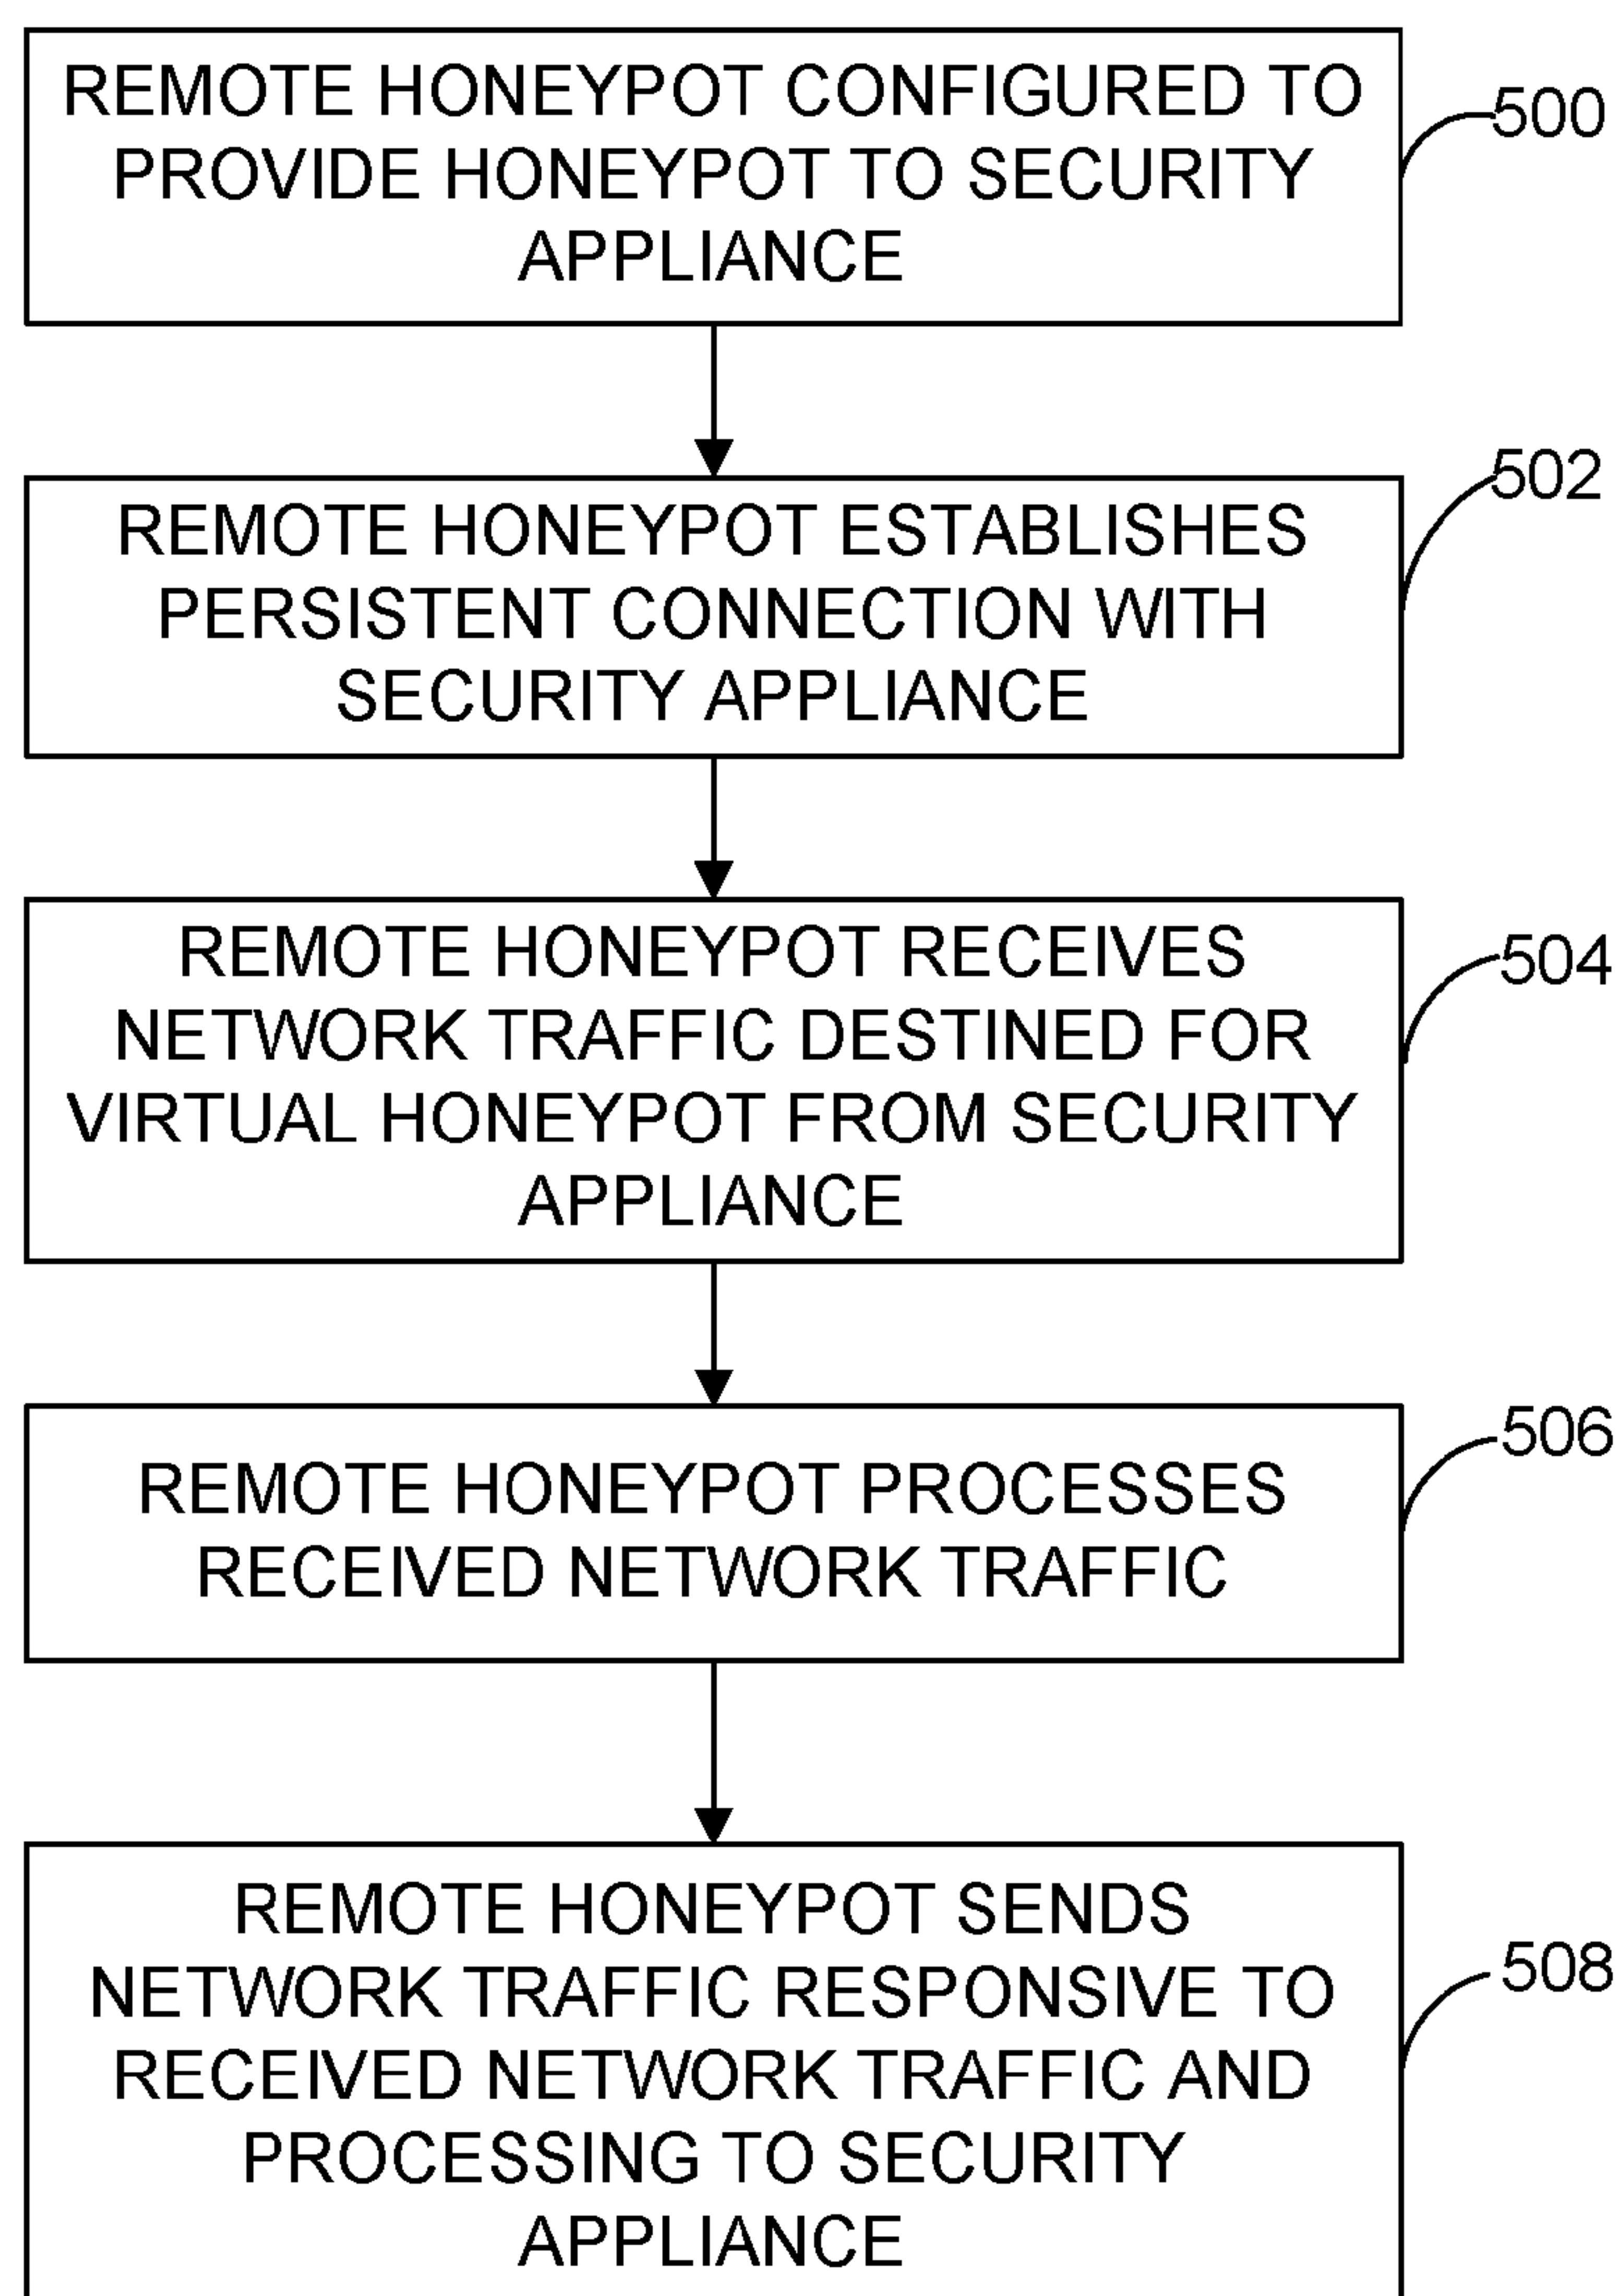 REMOTE HONEYPOT CONFIGURED TO
PROVIDE HONEYPOT TO SECURITY
APPLIANCE
500
REMOTE HONEYPOT ESTABLISHES
PERSISTENT CONNECTION WITH
SECURITY APPLIANCE
502
REMOTE HONEYPOT RECEIVES
NETWORK TRAFFIC DESTINED FOR
VIRTUAL HONEYPOT FROM SECURITY
APPLIANCE
504
REMOTE HONEYPOT PROCESSES
RECEIVED NETWORK TRAFFIC
506
REMOTE HONEYPOT SENDS
NETWORK TRAFFIC RESPONSIVE TO
RECEIVED NETWORK TRAFFIC AND
PROCESSING TO SECURITY
APPLIANCE
508